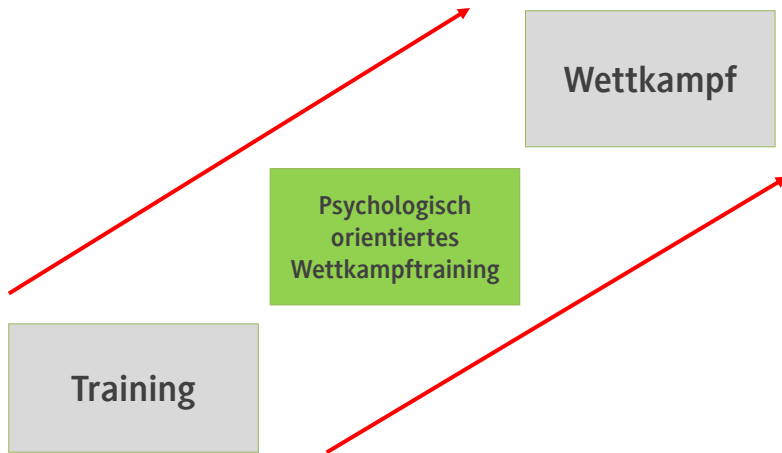 Wettkampf
Psychologisch
orientiertes
Wettkampftraining
Training